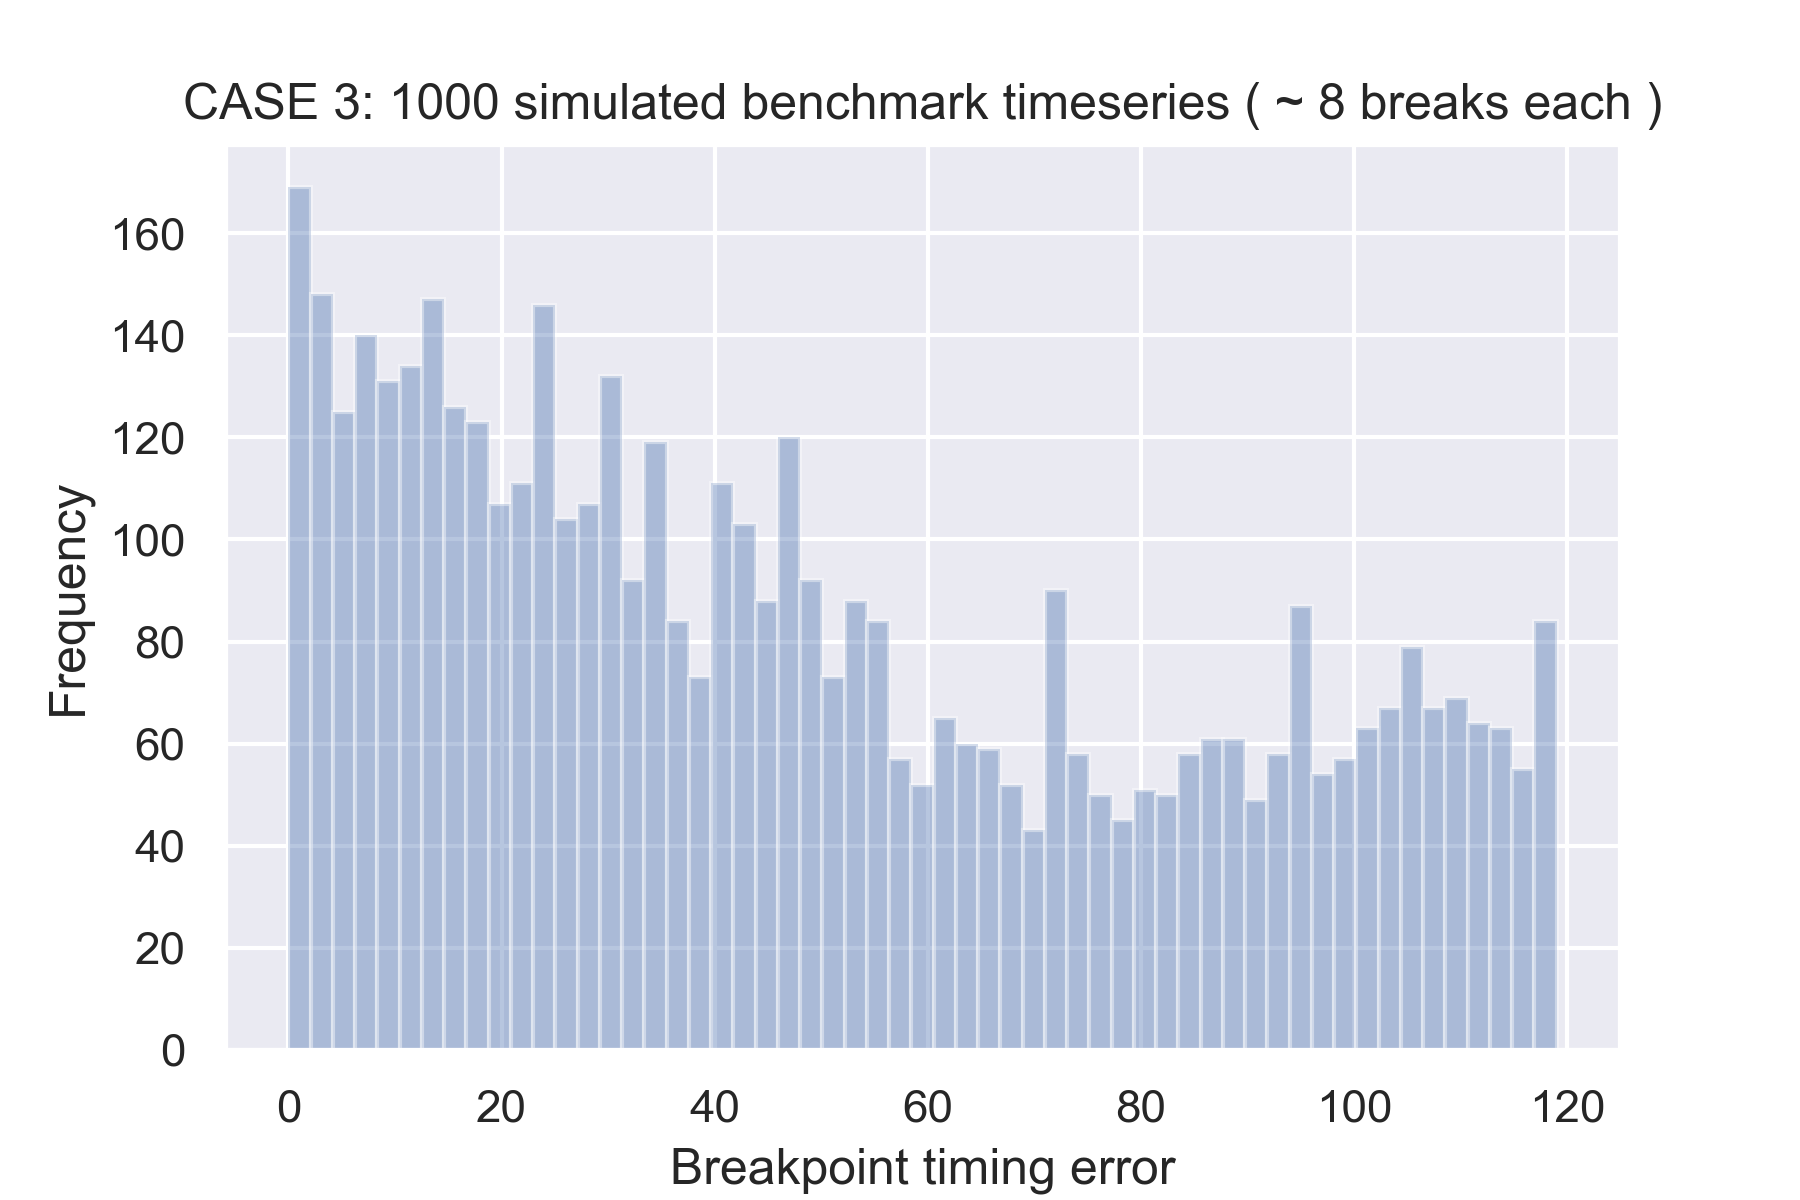 CASE 3: 1000 simulated benchmark timeseries ( ~ 8 breaks each )
160
140
120
100
80
60
40
20
0
Frequency
0 20 40 60 80 100 120
Breakpoint timing error